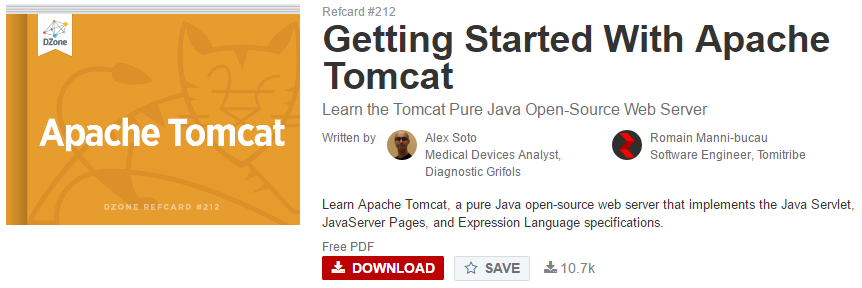 DZone
Apache Tomcat
DZONE REFCARD #212
Refcard #212
Getting Started With Apache
Tomcat
Learn the Tomcat Pure Java Open-Source Web Server
Written by
Alex Soto
Medical Devices Analyst,
Diagnostic Grifols
Romain Manni-bucau
Software Engineer, Tomitribe
Learn Apache Tomcat, a pure Java open-source web server that implements the Java Servlet,
JavaServer Pages, and Expression Language specifications.
Free PDF
DOWNLOAD
SAVE
10.7k